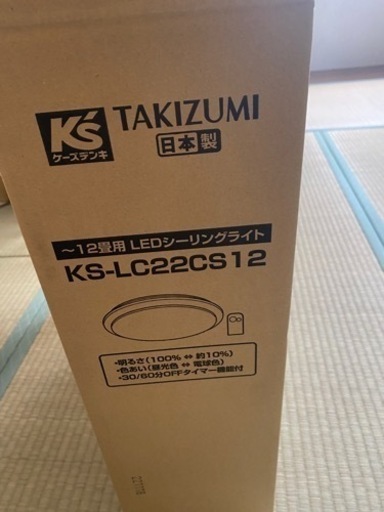 K's
ケーズデンキ
TAKIZUMI
日本製
～12畳用 LEDシーリングライト
KS-LC22CS12
・明るさ(100% ⇔ 約10%)
・色あい(昼光色 ⇔ 電球色)
・30/60分OFFタイマー機能付